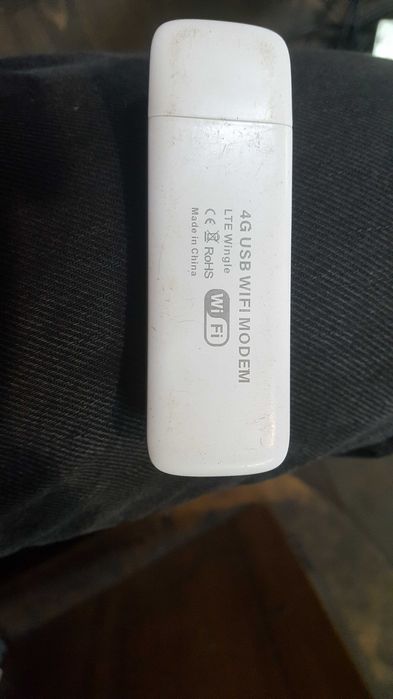 4G USB WIFI MODEM
LTE Wingle
CE RoHS
Wi Fi
Made in China